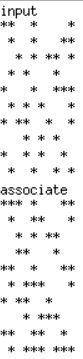 input
**  *     *
 *  *    **
  * * ** *
 * *    *
 *    ***
* * *   *
* **  *  *
   * * *
 * *  *
 *  * * *
associate
*** *    *
 *  **  *
  * * **
  **   *
**  *   **
 * ***   *
* **  *
   * ***
**  **  *
 * *** ***